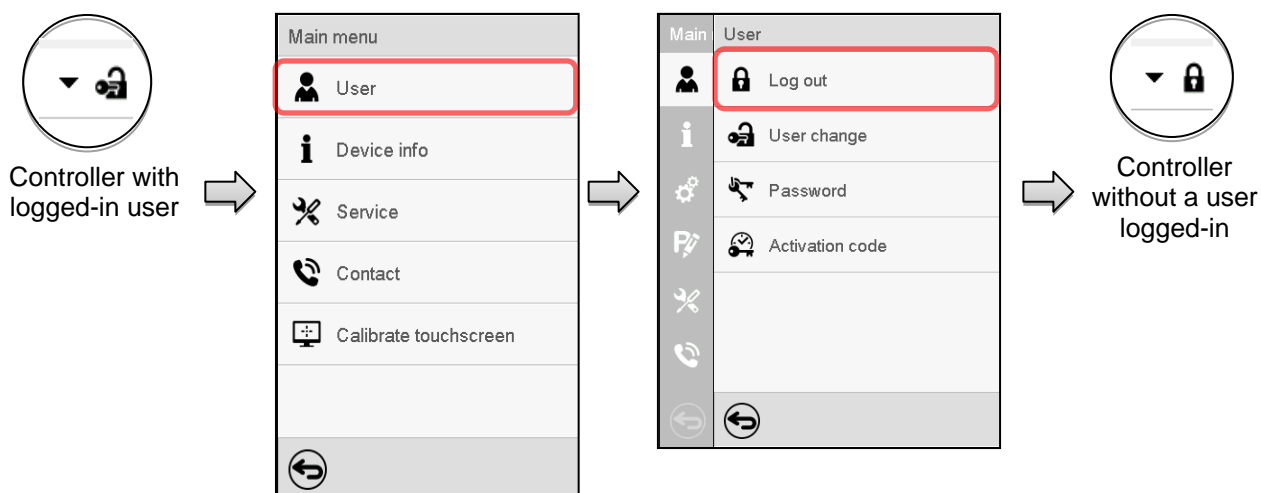 Controller with
logged-in user
Main menu
User
Device info
Service
Contact
Calibrate touchscreen
Main
User
Log out
User change
Password
Activation code
Controller
without a user
logged-in